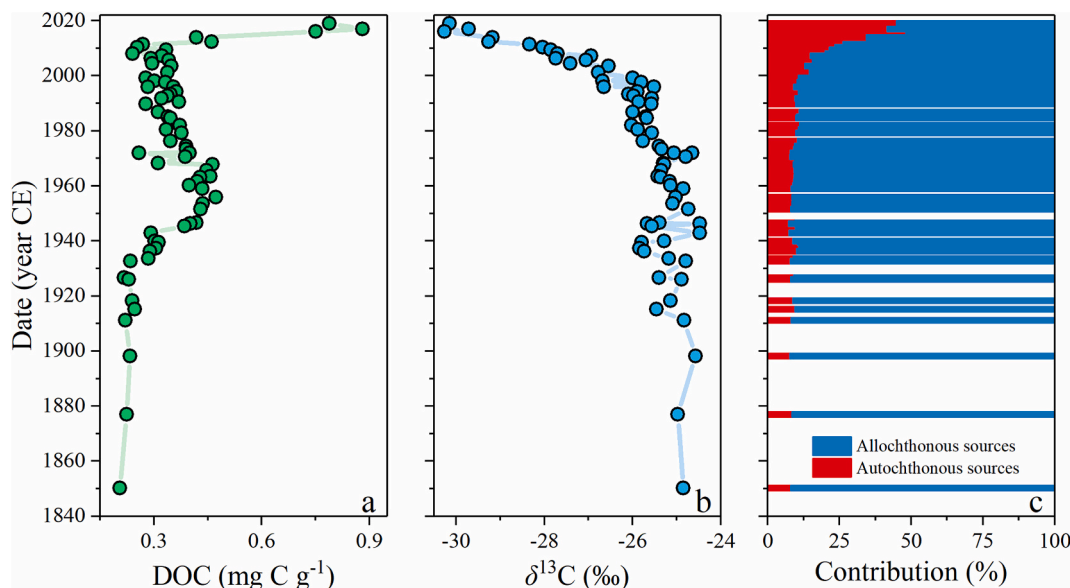 Date (year CE)
2020
2000
1980
1960
1940
1920
1900
1880
1860
1840
a
0.3 0.6 0.9
DOC (mg C g⁻¹)
b
-30 -28 -26 -24
δ¹³C (‰)
Allochthonous sources
Autochthonous sources
c
0 25 50 75 100
Contribution (%)